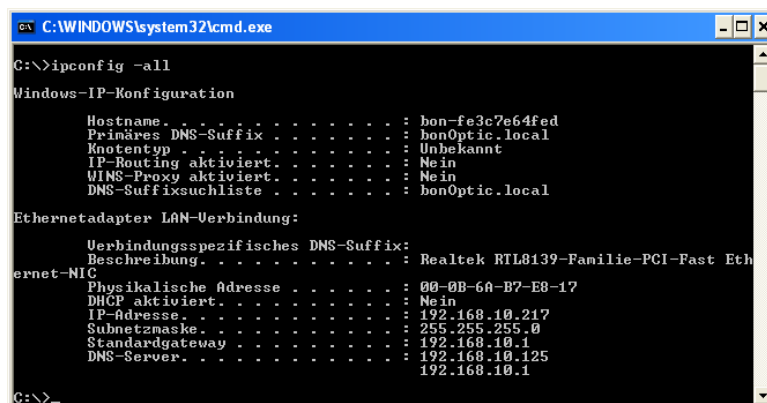 C:\WINDOWS\system32\cmd.exe
C:\>ipconfig -all
Windows-IP-Konfiguration
Hostname. . . . . . . . . . . . . : bon-fe3c7e64fed
Primäres DNS-Suffix . . . . . . . : bonOptic.local
Knotentyp . . . . . . . . . . . . : Unbekannt
IP-Routing aktiviert. . . . . . . : Nein
WINS-Proxy aktiviert. . . . . . . : Nein
DNS-Suffixsuchliste . . . . . . . : bonOptic.local
Ethernetadapter LAN-Verbindung:
Verbindungsspezifisches DNS-Suffix:
Beschreibung. . . . . . . . . . . : Realtek RTL8139-Familie-PCI-Fast Eth
ernet-NIC
Physikalische Adresse . . . . . . : 00-0B-6A-B7-E8-17
DHCP aktiviert. . . . . . . . . . : Nein
IP-Adresse. . . . . . . . . . . . : 192.168.10.217
Subnetzmaske. . . . . . . . . . . : 255.255.255.0
Standardgateway . . . . . . . . . : 192.168.10.1
DNS-Server. . . . . . . . . . . . : 192.168.10.125
192.168.10.1
C:\>_